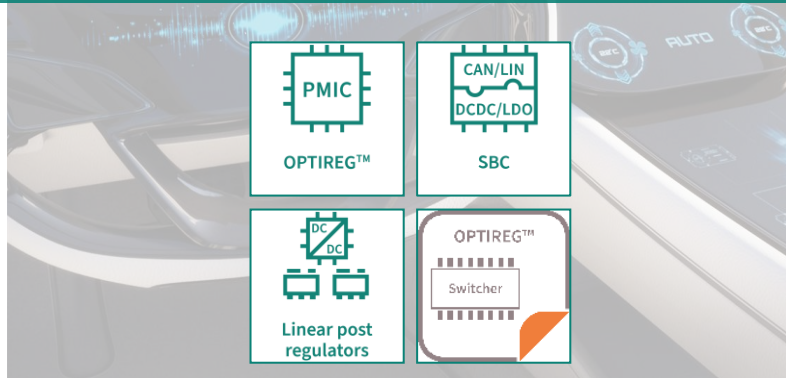 AUTO
PMIC
OPTIREG™
CAN/LIN
DCDC/LDO
SBC
DC
DC
Linear post
regulators
OPTIREG™
Switcher